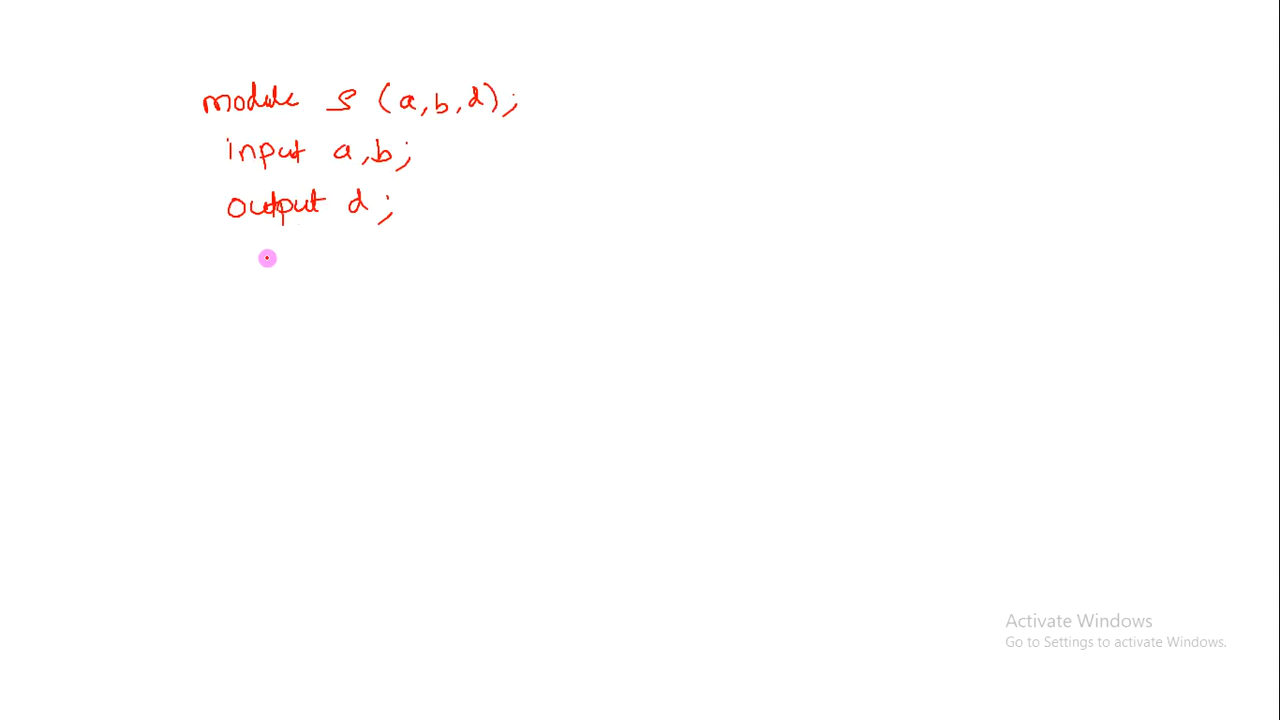 module S (a,b,d);
input a,b;
output d;
Activate Windows
Go to Settings to activate Windows.